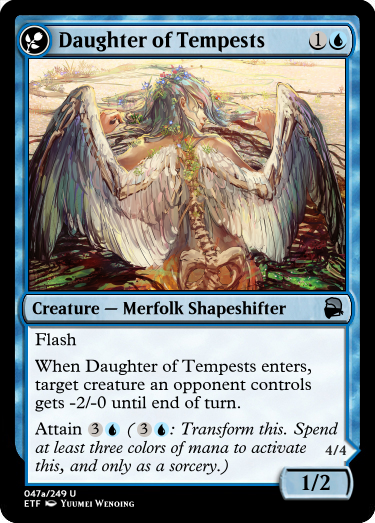 Daughter of Tempests 1
Creature — Merfolk Shapeshifter
Flash
When Daughter of Tempests enters,
target creature an opponent controls
gets -2/-0 until end of turn.
Attain 3 ( 3 : Transform this. Spend
at least three colors of mana to activate
this, and only as a sorcery.)
4/4
1/2
047a/249 U
ETF Yuumei Wenoing